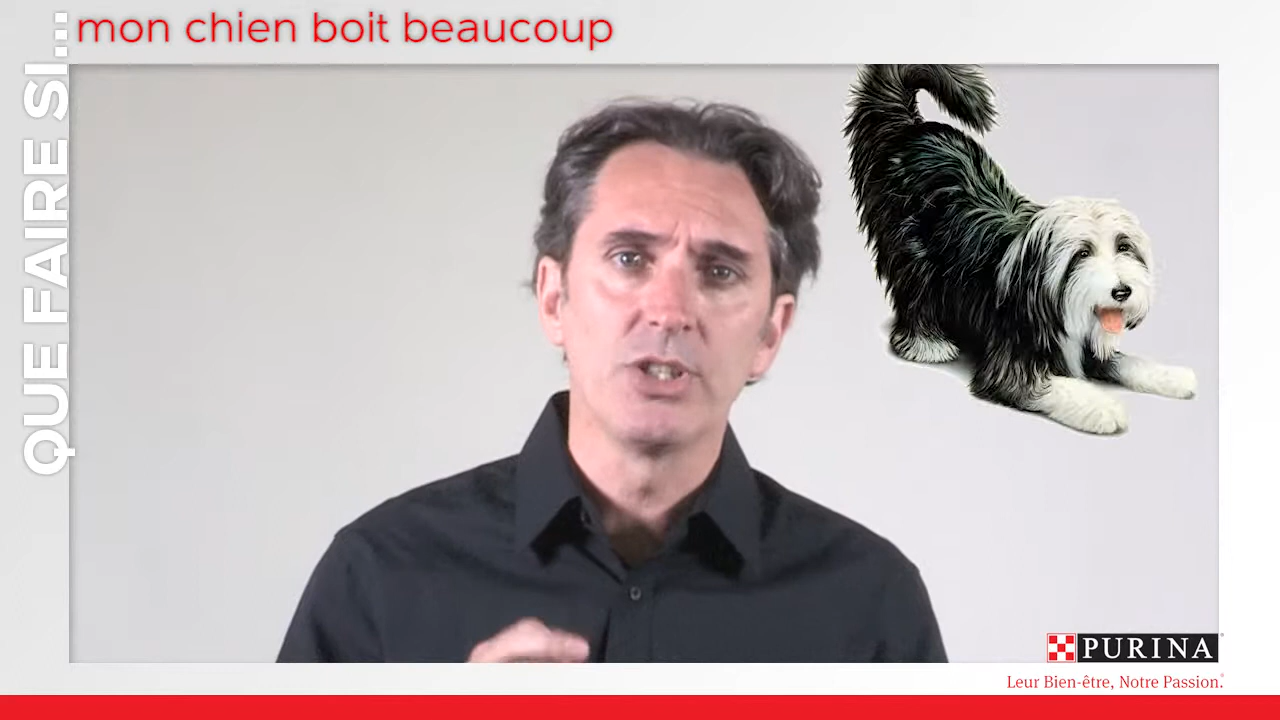 mon chien boit beaucoup
QUE FAIRE SI...
PURINA
Leur Bien-être, Notre Passion.